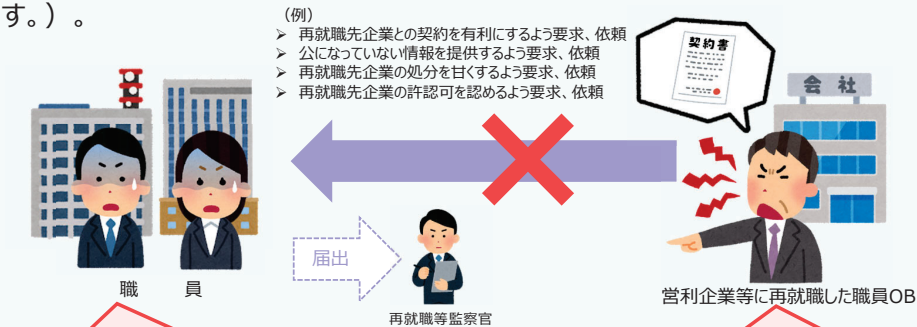 す。）。
（例）
➢ 再就職先企業との契約を有利にするよう要求、依頼
➢ 公になっていない情報を提供するよう要求、依頼
➢ 再就職先企業の処分を甘くするよう要求、依頼
➢ 再就職先企業の許認可を認めるよう要求、依頼
契約書
会社
届出
職　員
再就職等監察官
営利企業等に再就職した職員OB